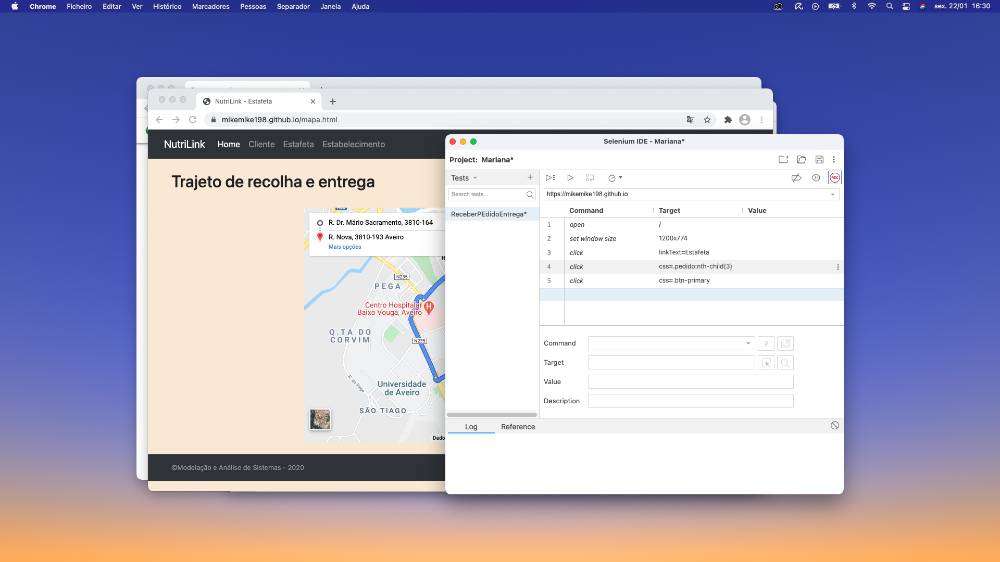 Chrome Ficheiro Editar Ver Histórico Marcadores Pessoas Separador Janela Ajuda sex. 22/01 16:30
NutriLink - Estafeta
mikemike198.github.io/mapa.html
NutriLink Home Cliente Estafeta Estabelecimento
Trajeto de recolha e entrega
R. Dr. Mário Sacramento, 3810-164
R. Nova, 3810-193 Aveiro
Mais opções
N235
PEGA
Centro Hospitalar
Baixo Vouga, Aveiro
H
Q.TA DO
CORVIM
N235
R. da Pega
Universidade
de Aveiro
SÃO TIAGO
Dado
©Modelação e Análise de Sistemas - 2020
Selenium IDE - Mariana*
Project: Mariana*
Tests
REC
Search tests...
https://mikemike198.github.io
ReceberPEdidoEntrega*
Command Target Value
1 open /
2 set window size 1200x774
3 click linkText=Estafeta
4 click css=.pedido:nth-child(3)
5 click css=.btn-primary
Command //
Target
Value
Description
Log Reference